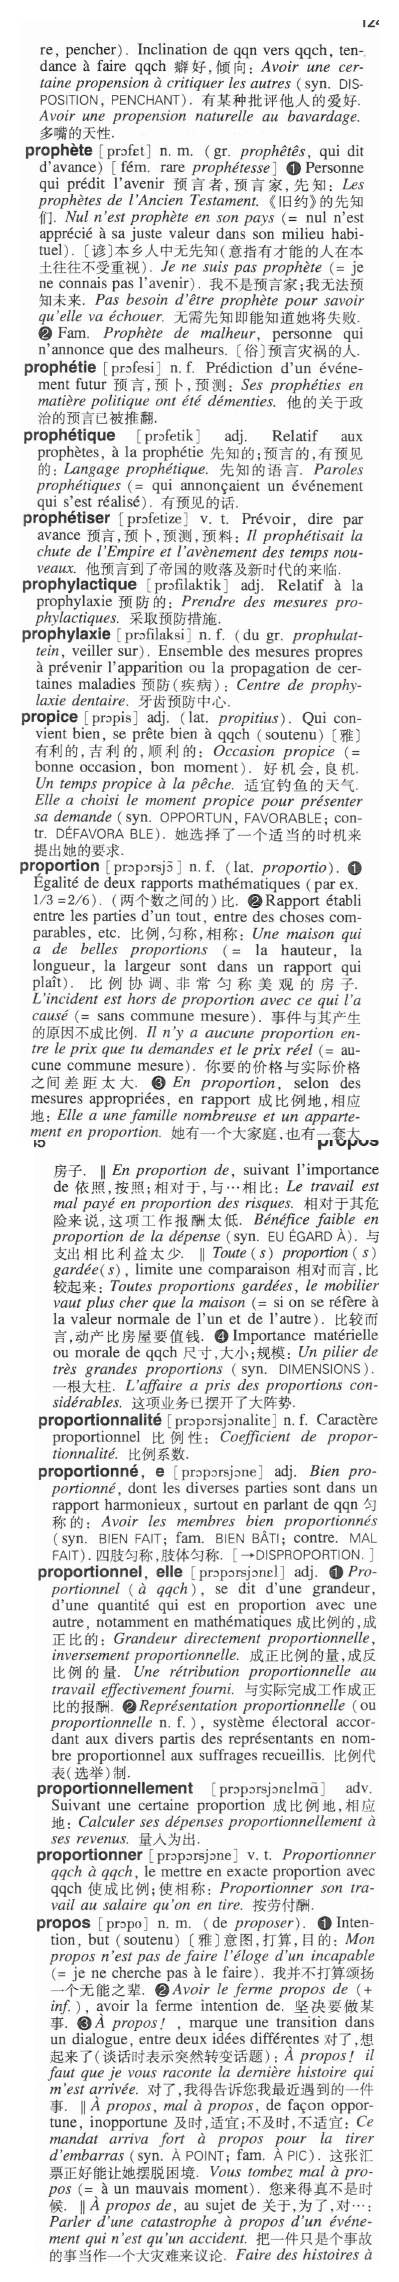 re, pencher). Inclination de qqn vers qqch, ten-
dance à faire qqch 癖好,倾向: Avoir une cer-
taine propension à critiquer les autres (syn. DIS-
POSITION, PENCHANT). 有某种批评他人的爱好.
Avoir une propension naturelle au bavardage.
多嘴的天性.
prophète [prɔfɛt] n. m. (gr. prophêtês, qui dit
d'avance) [fém. rare prophétesse] ❶ Personne
qui prédit l'avenir 预言者,预言家,先知: Les
prophètes de l'Ancien Testament.《旧约》的先知
们. Nul n'est prophète en son pays (= nul n'est
apprécié à sa juste valeur dans son milieu habi-
tuel). [谚]本乡人中无先知(意指有才能的人在本
土往往不受重视). Je ne suis pas prophète (= je
ne connais pas l'avenir). 我不是预言家;我无法预
知未来. Pas besoin d'être prophète pour savoir
qu'elle va échouer. 无需先知即能知道她将失败.
❷ Fam. Prophète de malheur, personne qui
n'annonce que des malheurs. [俗]预言灾祸的人.
prophétie [prɔfesi] n. f. Prédiction d'un événe-
ment futur 预言,预卜,预测: Ses prophéties en
matière politique ont été démenties. 他的关于政
治的预言已被推翻.
prophétique [prɔfetik] adj. Relatif aux
prophètes, à la prophétie 先知的;预言的,有预见
的: Langage prophétique. 先知的语言. Paroles
prophétiques (= qui annonçaient un événement
qui s'est réalisé). 有预见的话.
prophétiser [prɔfetize] v. t. Prévoir, dire par
avance 预言,预卜,预测,预料: Il prophétisait la
chute de l'Empire et l'avènement des temps nou-
veaux. 他预言到了帝国的败落及新时代的来临.
prophylactique [prɔfilaktik] adj. Relatif à la
prophylaxie 预防的: Prendre des mesures pro-
phylactiques. 采取预防措施.
prophylaxie [prɔfilaksi] n. f. (du gr. prophulat-
tein, veiller sur). Ensemble des mesures propres
à prévenir l'apparition ou la propagation de cer-
taines maladies 预防(疾病): Centre de prophy-
laxie dentaire. 牙齿预防中心.
propice [prɔpis] adj. (lat. propitius). Qui con-
vient bien, se prête bien à qqch (soutenu) [雅]
有利的,吉利的,顺利的: Occasion propice (=
bonne occasion, bon moment). 好机会,良机.
Un temps propice à la pêche. 适宜钓鱼的天气.
Elle a choisi le moment propice pour présenter
sa demande (syn. OPPORTUN, FAVORABLE; con-
tr. DÉFAVORA BLE). 她选择了一个适当的时机来
提出她的要求.
proportion [prɔpɔrsjɔ̃] n. f. (lat. proportio). ❶
Égalité de deux rapports mathématiques (par ex.
1/3 =2/6). (两个数之间的)比. ❷ Rapport établi
entre les parties d'un tout, entre des choses com-
parables, etc. 比例,匀称,相称: Une maison qui
a de belles proportions (= la hauteur, la
longueur, la largeur sont dans un rapport qui
plaît). 比例协调、非常匀称美观的房子.
L'incident est hors de proportion avec ce qui l'a
causé (= sans commune mesure). 事件与其产生
的原因不成比例. Il n'y a aucune proportion en-
tre le prix que tu demandes et le prix réel (= au-
cune commune mesure). 你要的价格与实际价格
之间差距太大. ❸ En proportion, selon des
mesures appropriées, en rapport 成比例地,相应
地: Elle a une famille nombreuse et un apparte-
ment en proportion. 她有一个大家庭,也有一套大
propos
房子. ‖ En proportion de, suivant l'importance
de 依照,按照;相对于,与…相比: Le travail est
mal payé en proportion des risques. 相对于其危
险来说,这项工作报酬太低. Bénéfice faible en
proportion de la dépense (syn. EU ÉGARD À). 与
支出相比利益太少. ‖ Toute(s) proportion(s)
gardée(s), limite une comparaison 相对而言,比
较起来: Toutes proportions gardées, le mobilier
vaut plus cher que la maison (= si on se réfère à
la valeur normale de l'un et de l'autre). 比较而
言,动产比房屋要值钱. ❹ Importance matérielle
ou morale de qqch 尺寸,大小;规模: Un pilier de
très grandes proportions (syn. DIMENSIONS).
一根大柱. L'affaire a pris des proportions con-
sidérables. 这项业务已摆开了大阵势.
proportionnalité [prɔpɔrsjɔnalite] n. f. Caractère
proportionnel 比例性: Coefficient de propor-
tionnalité. 比例系数.
proportionné, e [prɔpɔrsjɔne] adj. Bien pro-
portionné, dont les diverses parties sont dans un
rapport harmonieux, surtout en parlant de qqn 匀
称的: Avoir les membres bien proportionnés
(syn. BIEN FAIT; fam. BIEN BÂTI; contre. MAL
FAIT). 四肢匀称,肢体匀称. [→DISPROPORTION.]
proportionnel, elle [prɔpɔrsjɔnɛl] adj. ❶ Pro-
portionnel (à qqch), se dit d'une grandeur,
d'une quantité qui est en proportion avec une
autre, notamment en mathématiques 成比例的,成
正比的: Grandeur directement proportionnelle,
inversement proportionnelle. 成正比例的量,成反
比例的量. Une rétribution proportionnelle au
travail effectivement fourni. 与实际完成工作成正
比的报酬. ❷ Représentation proportionnelle (ou
proportionnelle n. f.), système électoral accor-
dant aux divers partis des représentants en nom-
bre proportionnel aux suffrages recueillis. 比例代
表(选举)制.
proportionnellement [prɔpɔrsjɔnɛlmɑ̃] adv.
Suivant une certaine proportion 成比例地,相应
地: Calculer ses dépenses proportionnellement à
ses revenus. 量入为出.
proportionner [prɔpɔrsjɔne] v. t. Proportionner
qqch à qqch, le mettre en exacte proportion avec
qqch 使成比例;使相称: Proportionner son tra-
vail au salaire qu'on en tire. 按劳付酬.
propos [prɔpo] n. m. (de proposer). ❶ Inten-
tion, but (soutenu) [雅]意图,打算,目的: Mon
propos n'est pas de faire l'éloge d'un incapable
(= je ne cherche pas à le faire). 我并不打算颂扬
一个无能之辈. ❷ Avoir le ferme propos de (+
inf.), avoir la ferme intention de. 坚决要做某
事. ❸ À propos!, marque une transition dans
un dialogue, entre deux idées différentes 对了,想
起来了(谈话时表示突然转变话题): À propos! il
faut que je vous raconte la dernière histoire qui
m'est arrivée. 对了,我得告诉您我最近遇到的一件
事. ‖ À propos, mal à propos, de façon oppor-
tune, inopportune 及时,适宜;不及时,不适宜: Ce
mandat arriva fort à propos pour la tirer
d'embarras (syn. À POINT; fam. À PIC). 这张汇
票正好能让她摆脱困境. Vous tombez mal à pro-
pos (= à un mauvais moment). 您来得真不是时
候. ‖ À propos de, au sujet de 关于,为了,对…:
Parler d'une catastrophe à propos d'un événe-
ment qui n'est qu'un accident. 把一件只是个事故
的事当作一个大灾难来议论. Faire des histoires à